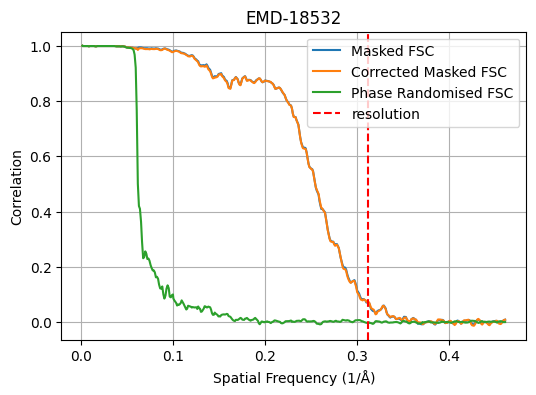 EMD-18532
Masked FSC
Corrected Masked FSC
Phase Randomised FSC
resolution
1.0
0.8
0.6
0.4
0.2
0.0
Correlation
0.0 0.1 0.2 0.3 0.4
Spatial Frequency (1/Å)